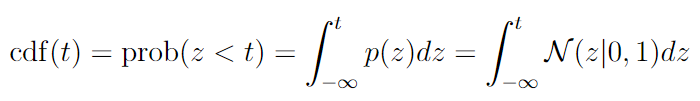 cdf(t) = prob(z < t) = ∫_{−∞}^{t} p(z)dz = ∫_{−∞}^{t} 𝒩(z|0, 1)dz